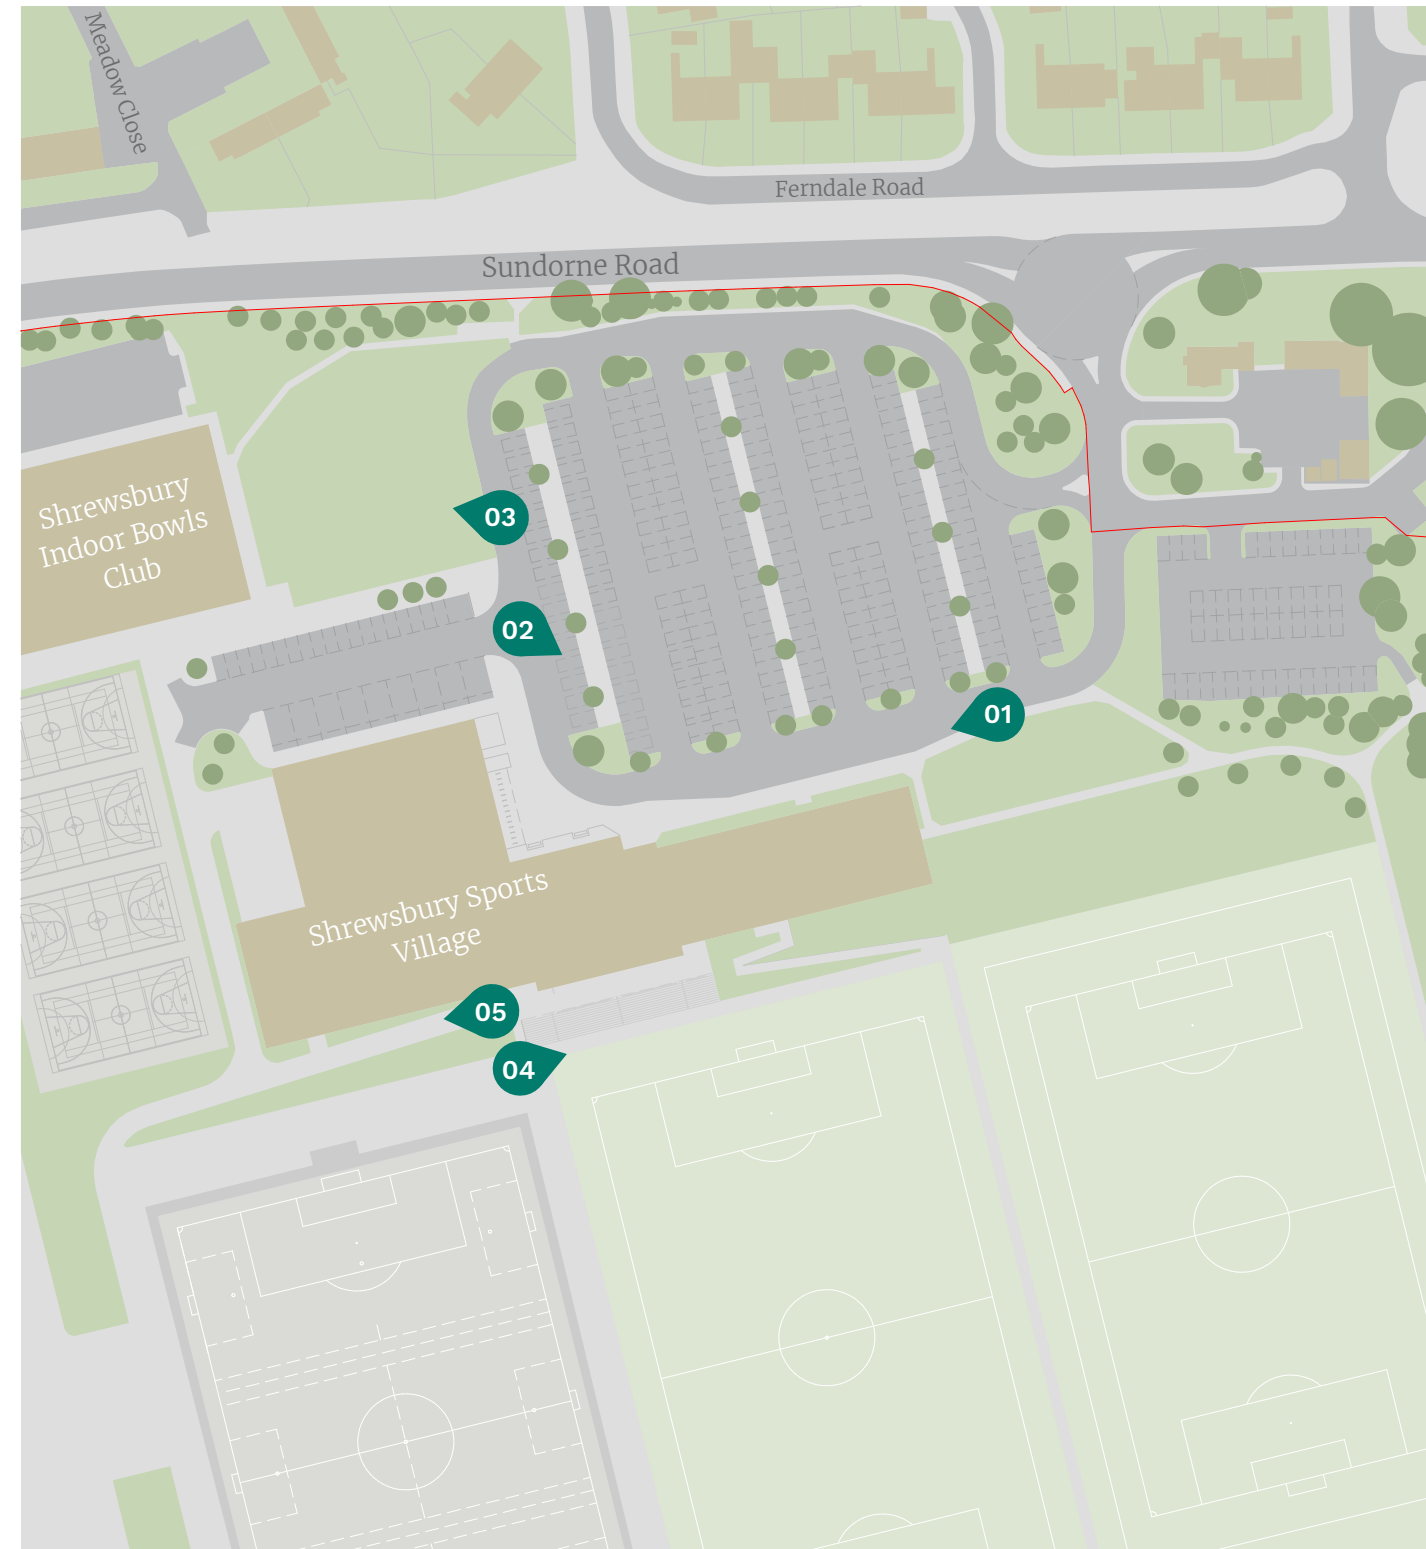 Meadow Close
Ferndale Road
Sundorne Road
Shrewsbury
Indoor Bowls
Club
03
02
01
Shrewsbury Sports
Village
05
04